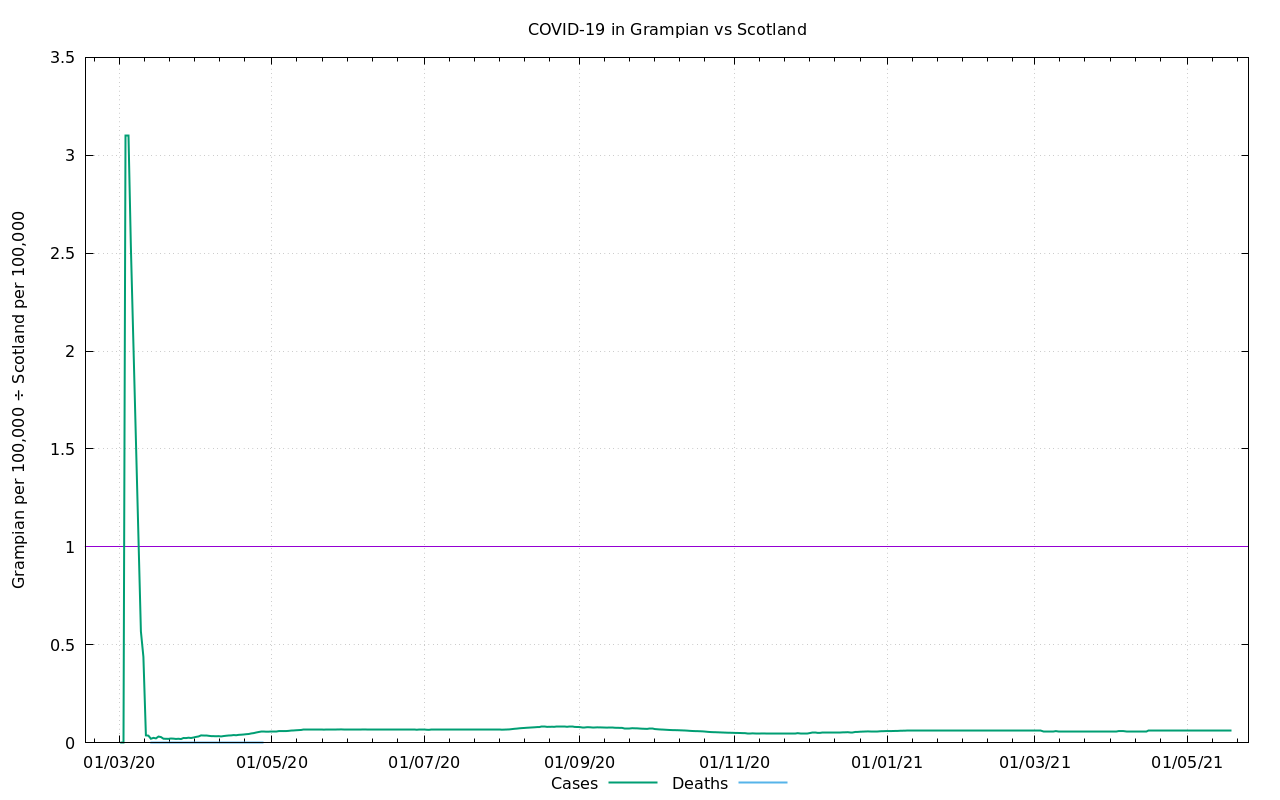 COVID-19 in Grampian vs Scotland
Grampian per 100,000 ÷ Scotland per 100,000
3.5
3
2.5
2
1.5
1
0.5
0
01/03/20 01/05/20 01/07/20 01/09/20 01/11/20 01/01/21 01/03/21 01/05/21
Cases Deaths